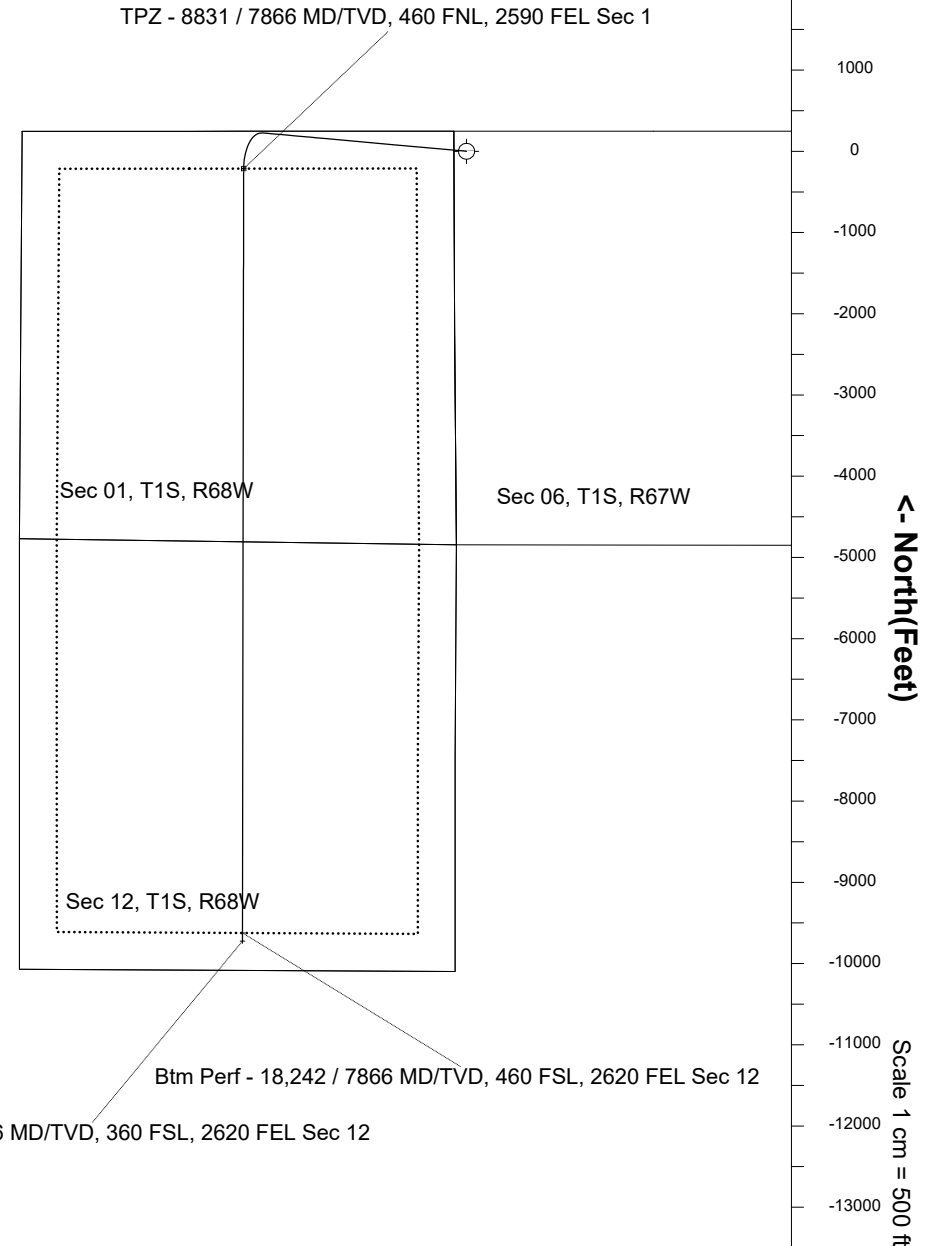 TPZ - 8831 / 7866 MD/TVD, 460 FNL, 2590 FEL Sec 1
1000
0
-1000
-2000
-3000
-4000
Sec 01, T1S, R68W
Sec 06, T1S, R67W
-5000
<- North(Feet)
-6000
-7000
-8000
-9000
Sec 12, T1S, R68W
-10000
-11000
Btm Perf - 18,242 / 7866 MD/TVD, 460 FSL, 2620 FEL Sec 12
-12000
MD/TVD, 360 FSL, 2620 FEL Sec 12
-13000
Scale 1 cm = 500 ft